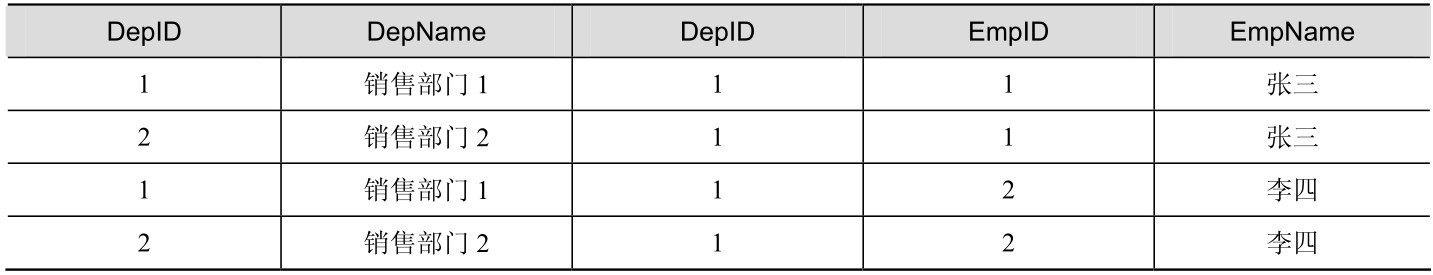 DepID DepName DepID EmpID EmpName
1 销售部门 1 1 1 张三
2 销售部门 2 1 1 张三
1 销售部门 1 1 2 李四
2 销售部门 2 1 2 李四